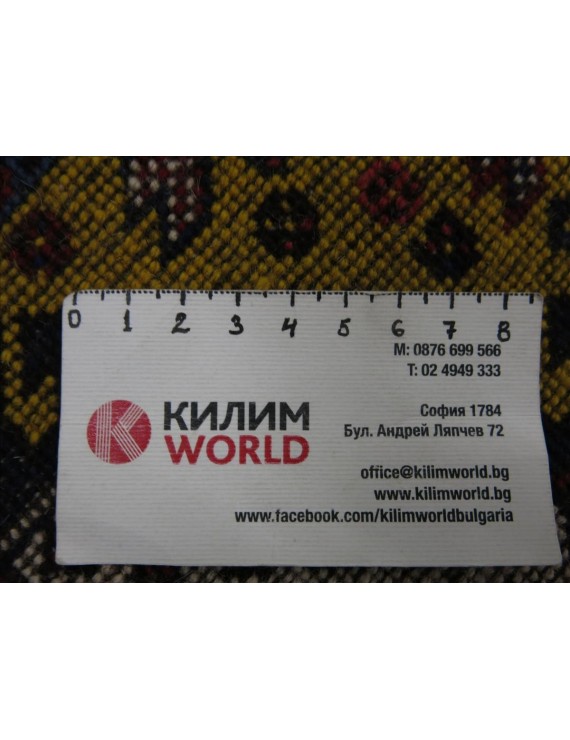 0 1 2 3 4 5 6 7 8
M: 0876 699 566
T: 02 4949 333
КИЛИМ
WORLD
София 1784
Бул. Андрей Ляпчев 72
office@kilimworld.bg
www.kilimworld.bg
www.facebook.com/kilimworldbulgaria